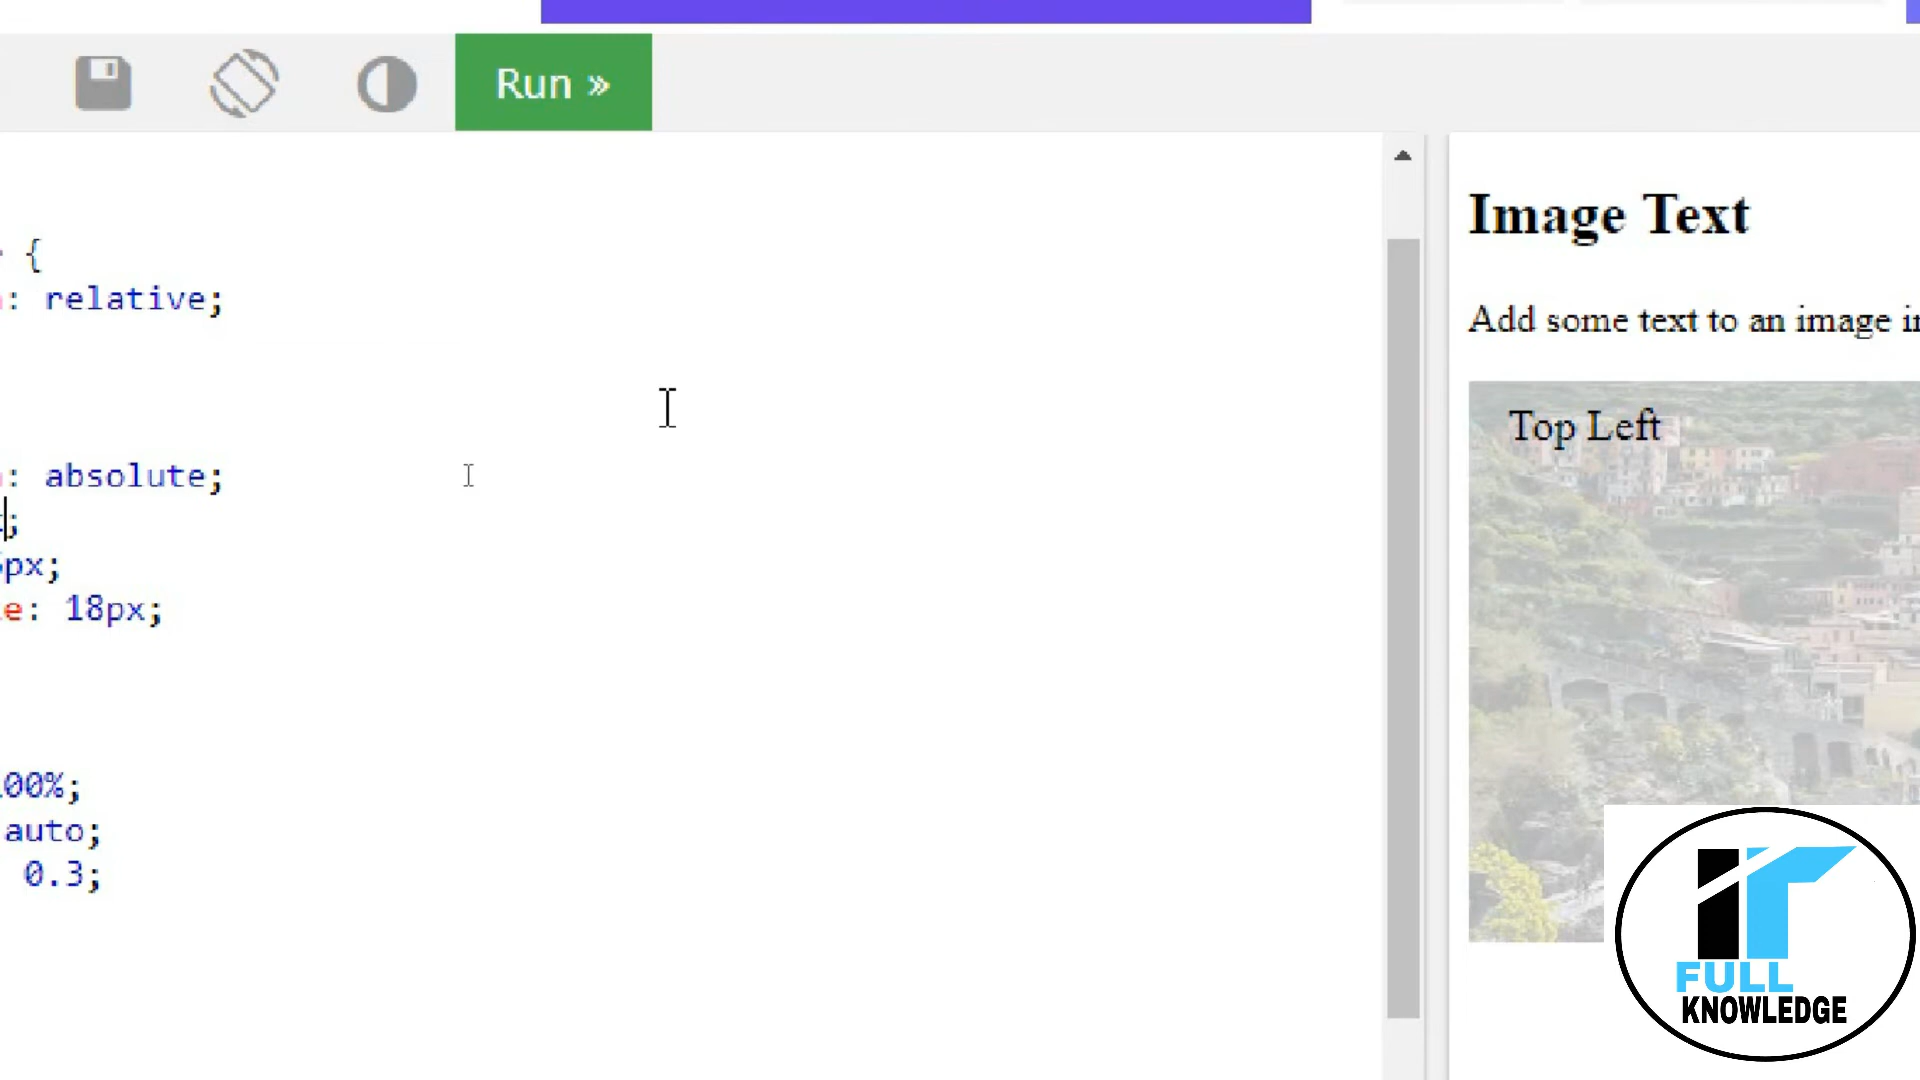 Run »
{
: relative;
: absolute;
;
px;
e: 18px;
00%;
auto;
0.3;
Image Text
Add some text to an image
Top Left
IT
FULL
KNOWLEDGE